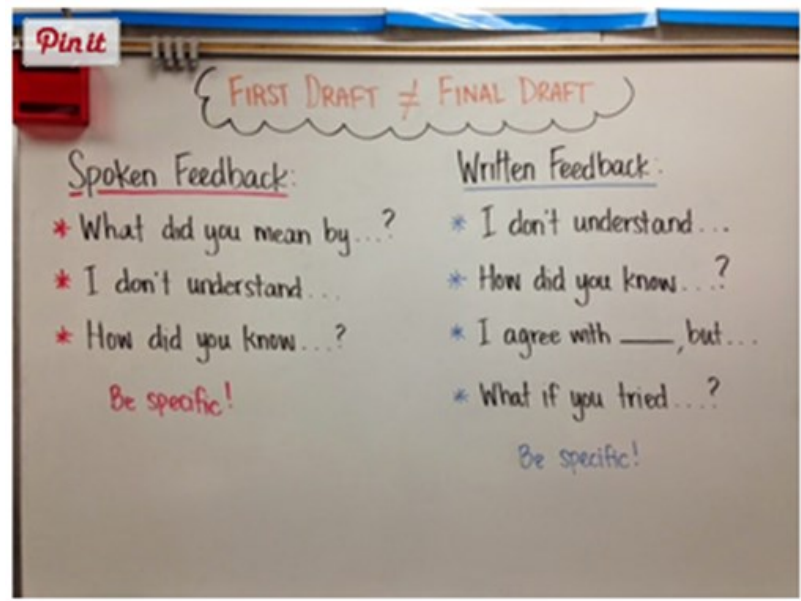 Pin it
FIRST DRAFT ≠ FINAL DRAFT
Spoken Feedback:
* What did you mean by...?
* I don't understand...
* How did you know...?
Be specific!
Written Feedback:
* I don't understand...
* How did you know...?
* I agree with ____, but...
* What if you tried...?
Be specific!